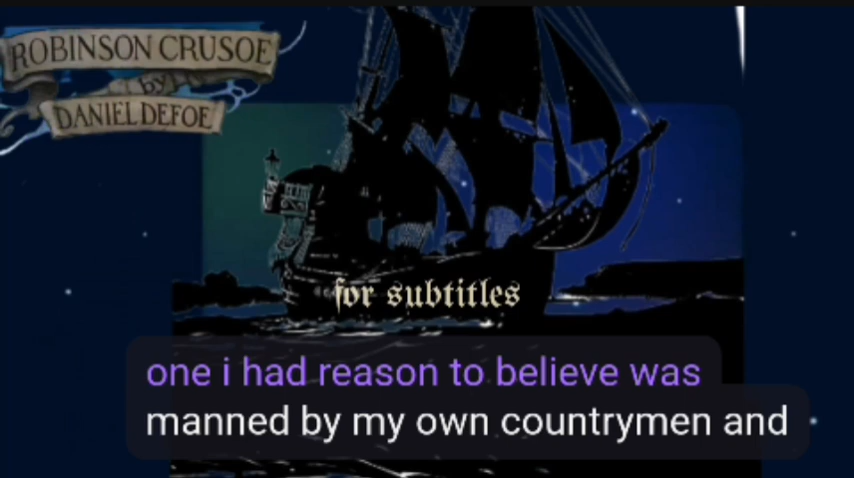 ROBINSON CRUSOE
by
DANIEL DEFOE
for subtitles
one i had reason to believe was
manned by my own countrymen and